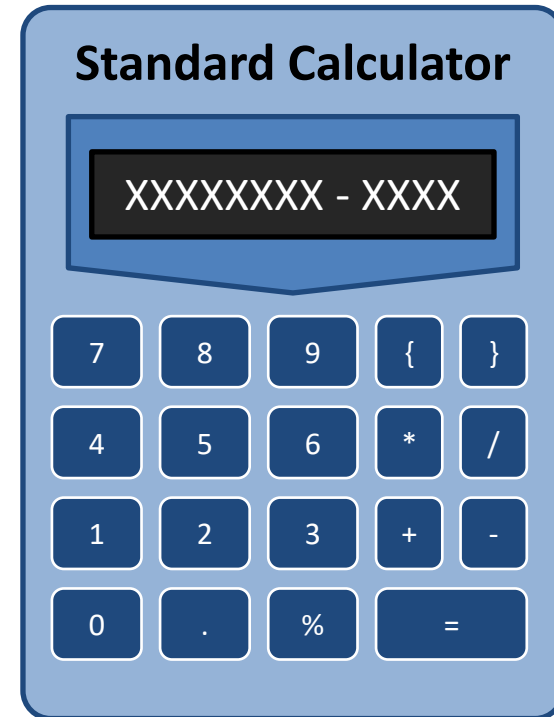 Standard Calculator
XXXXXXXX - XXXX
7 8 9 { }
4 5 6 * /
1 2 3 + -
0 . % =